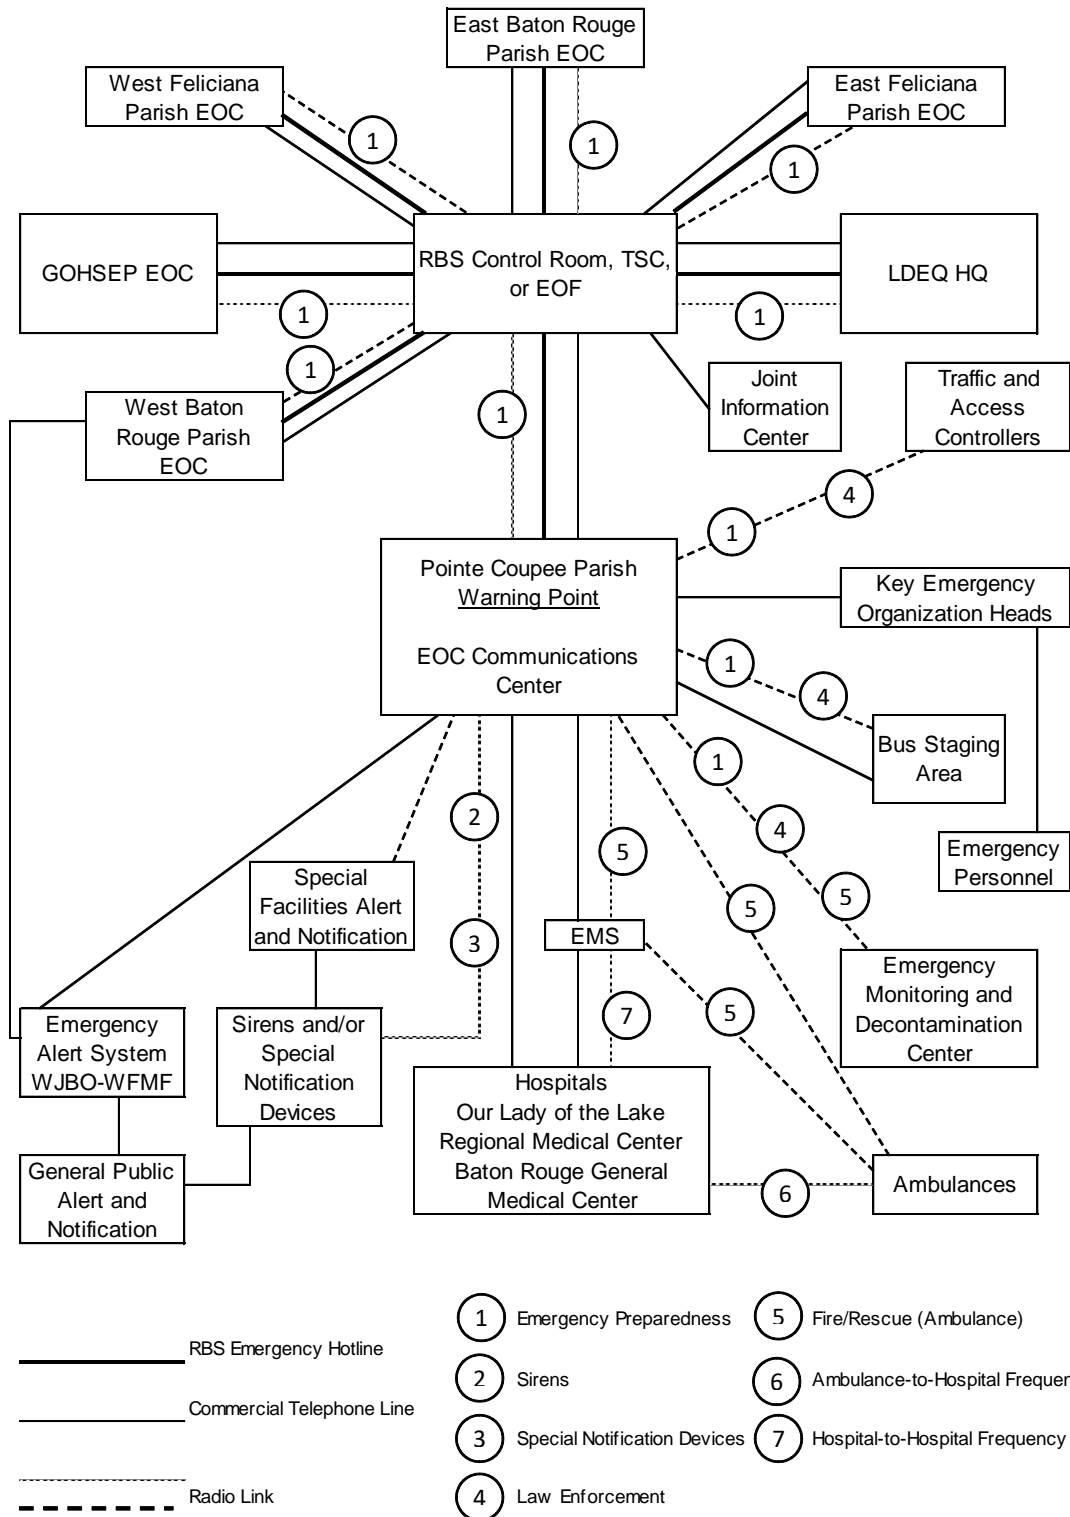 East Baton Rouge
Parish EOC
West Feliciana
Parish EOC
East Feliciana
Parish EOC
1
1
1
GOHSEP EOC
RBS Control Room, TSC,
or EOF
LDEQ HQ
1
1
1
1
West Baton
Rouge Parish
EOC
Joint
Information
Center
Traffic and
Access
Controllers
4
1
Pointe Coupee Parish
Warning Point
EOC Communications
Center
Key Emergency
Organization Heads
1
4
Bus Staging
Area
1
4
5
2
3
5
7
5
5
Emergency
Personnel
Special
Facilities Alert
and Notification
EMS
Emergency
Monitoring and
Decontamination
Center
Emergency
Alert System
WJBO-WFMF
Sirens and/or
Special
Notification
Devices
Hospitals
Our Lady of the Lake
Regional Medical Center
Baton Rouge General
Medical Center
6
Ambulances
General Public
Alert and
Notification
RBS Emergency Hotline
Commercial Telephone Line
Radio Link
1 Emergency Preparedness
2 Sirens
3 Special Notification Devices
4 Law Enforcement
5 Fire/Rescue (Ambulance)
6 Ambulance-to-Hospital Frequen
7 Hospital-to-Hospital Frequency